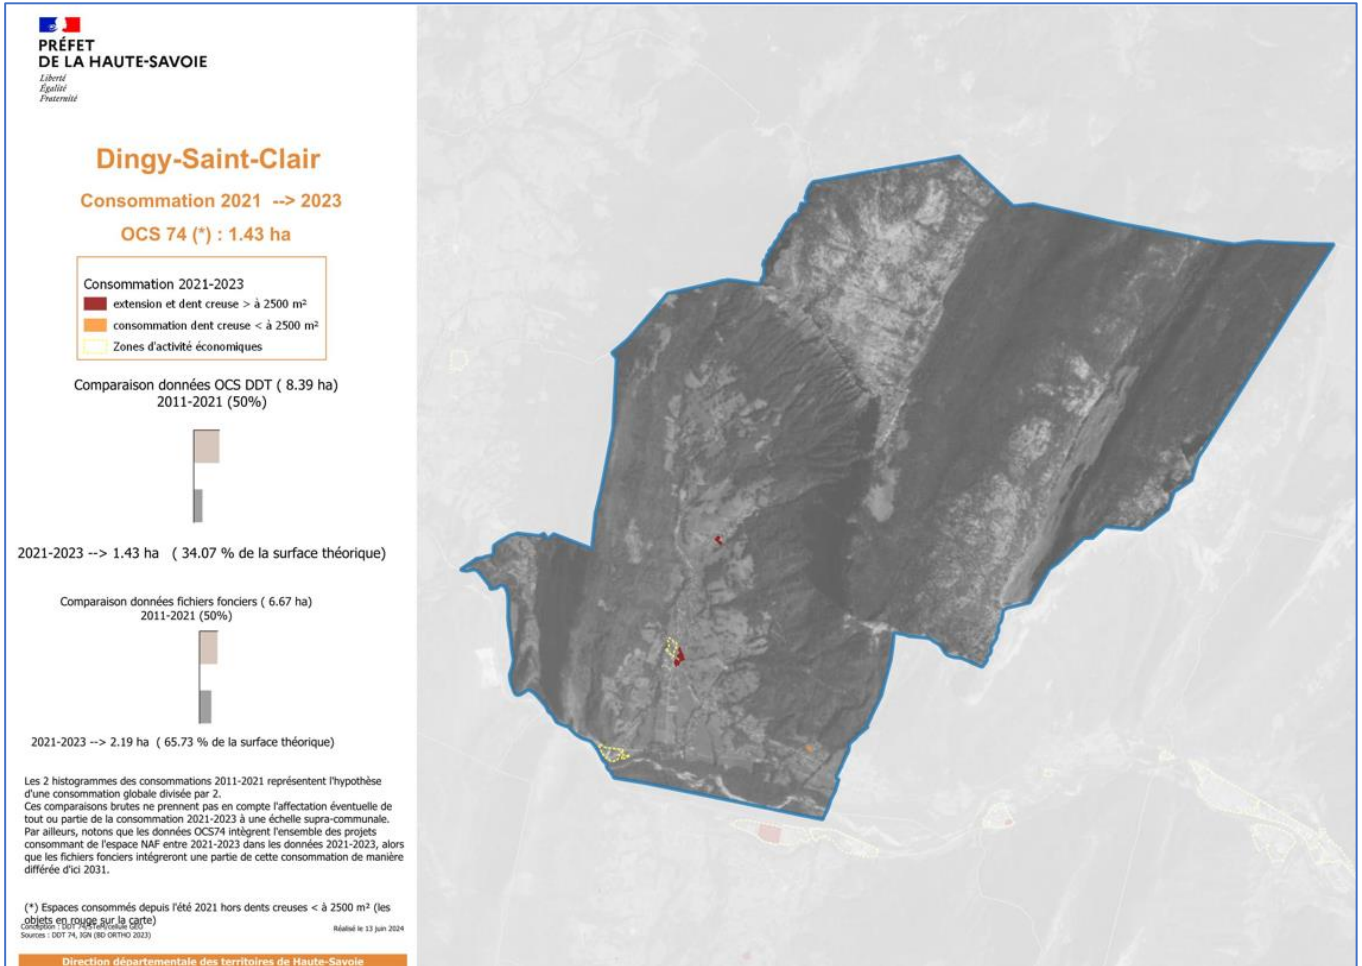 PRÉFET
DE LA HAUTE-SAVOIE
Liberté
Égalité
Fraternité
Dingy-Saint-Clair
Consommation 2021 --> 2023
OCS 74 (*) : 1.43 ha
Consommation 2021-2023
extension et dent creuse > à 2500 m²
consommation dent creuse < à 2500 m²
Zones d'activité économiques
Comparaison données OCS DDT ( 8.39 ha)
2011-2021 (50%)
2021-2023 --> 1.43 ha ( 34.07 % de la surface théorique)
Comparaison données fichiers fonciers ( 6.67 ha)
2011-2021 (50%)
2021-2023 --> 2.19 ha ( 65.73 % de la surface théorique)
Les 2 histogrammes des consommations 2011-2021 représentent l'hypothèse
d'une consommation globale divisée par 2.
Ces comparaisons brutes ne prennent pas en compte l'affectation éventuelle de
tout ou partie de la consommation 2021-2023 à une échelle supra-communale.
Par ailleurs, notons que les données OCS74 intègrent l'ensemble des projets
consommant de l'espace NAF entre 2021-2023 dans les données 2021-2023, alors
que les fichiers fonciers intégreront une partie de cette consommation de manière
différée d'ici 2031.
(*) Espaces consommés depuis l'été 2021 hors dents creuses < à 2500 m² (les
objets en rouge sur la carte)
Conception : DDT 74/STeM/cellule GEO
Sources : DDT 74, IGN (BD ORTHO 2023)
Réalisé le 13 juin 2024
Direction départementale des territoires de Haute-Savoie